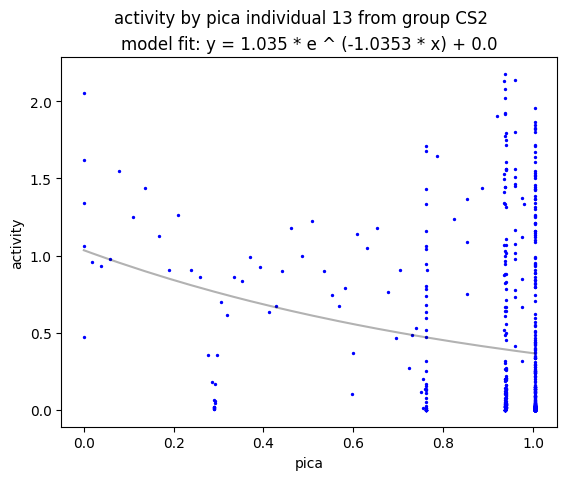 activity by pica individual 13 from group CS2
model fit: y = 1.035 * e ^ (-1.0353 * x) + 0.0
2.0
1.5
1.0
0.5
0.0
activity
0.0 0.2 0.4 0.6 0.8 1.0
pica